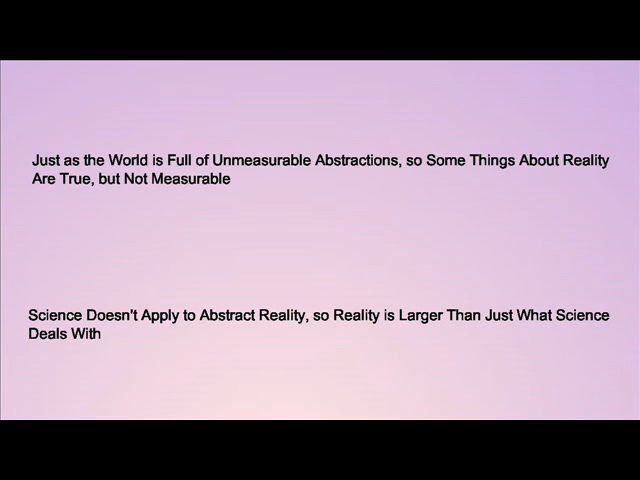 Just as the World is Full of Unmeasurable Abstractions, so Some Things About Reality
Are True, but Not Measurable
Science Doesn't Apply to Abstract Reality, so Reality is Larger Than Just What Science
Deals With